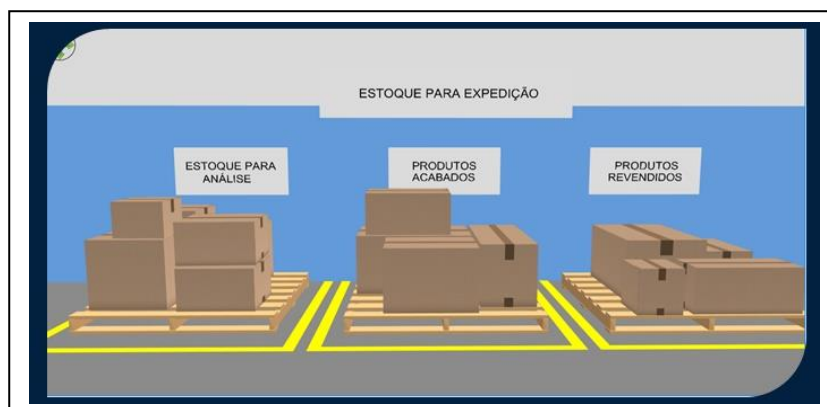 ESTOQUE PARA EXPEDIÇÃO
ESTOQUE PARA
ANÁLISE
PRODUTOS
ACABADOS
PRODUTOS
REVENDIDOS